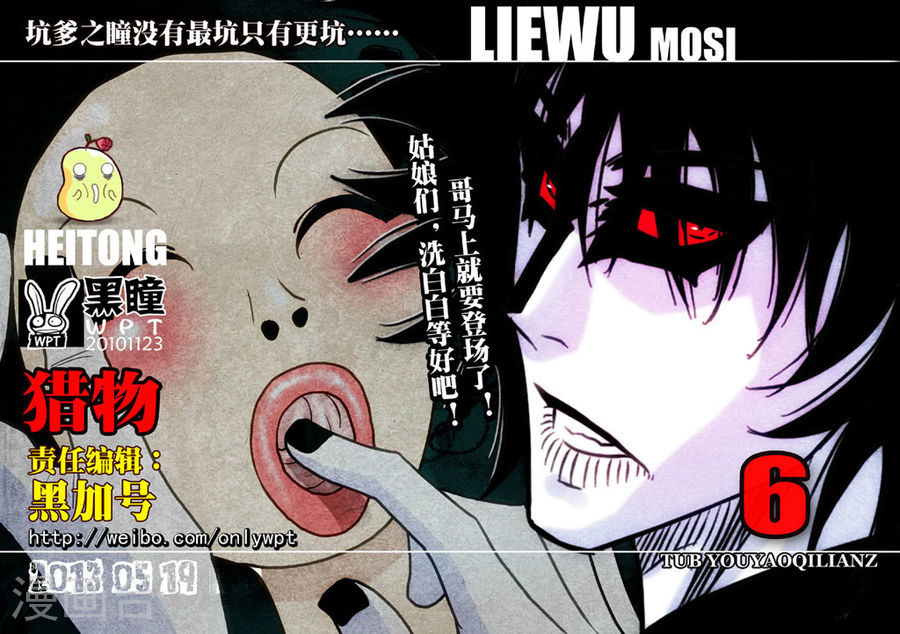 坑爹之瞳没有最坑只有更坑……
LIEWU MOSI
哥马上就要登场了！
姑娘们，洗白白等好吧！
HEITONG
黑瞳
WPT
WPT
20101123
猎物
责任编辑：
黑加号
http://weibo.com/onlywpt
6
TUB YOUYAOQILIANZ
2013 05 19
漫画台